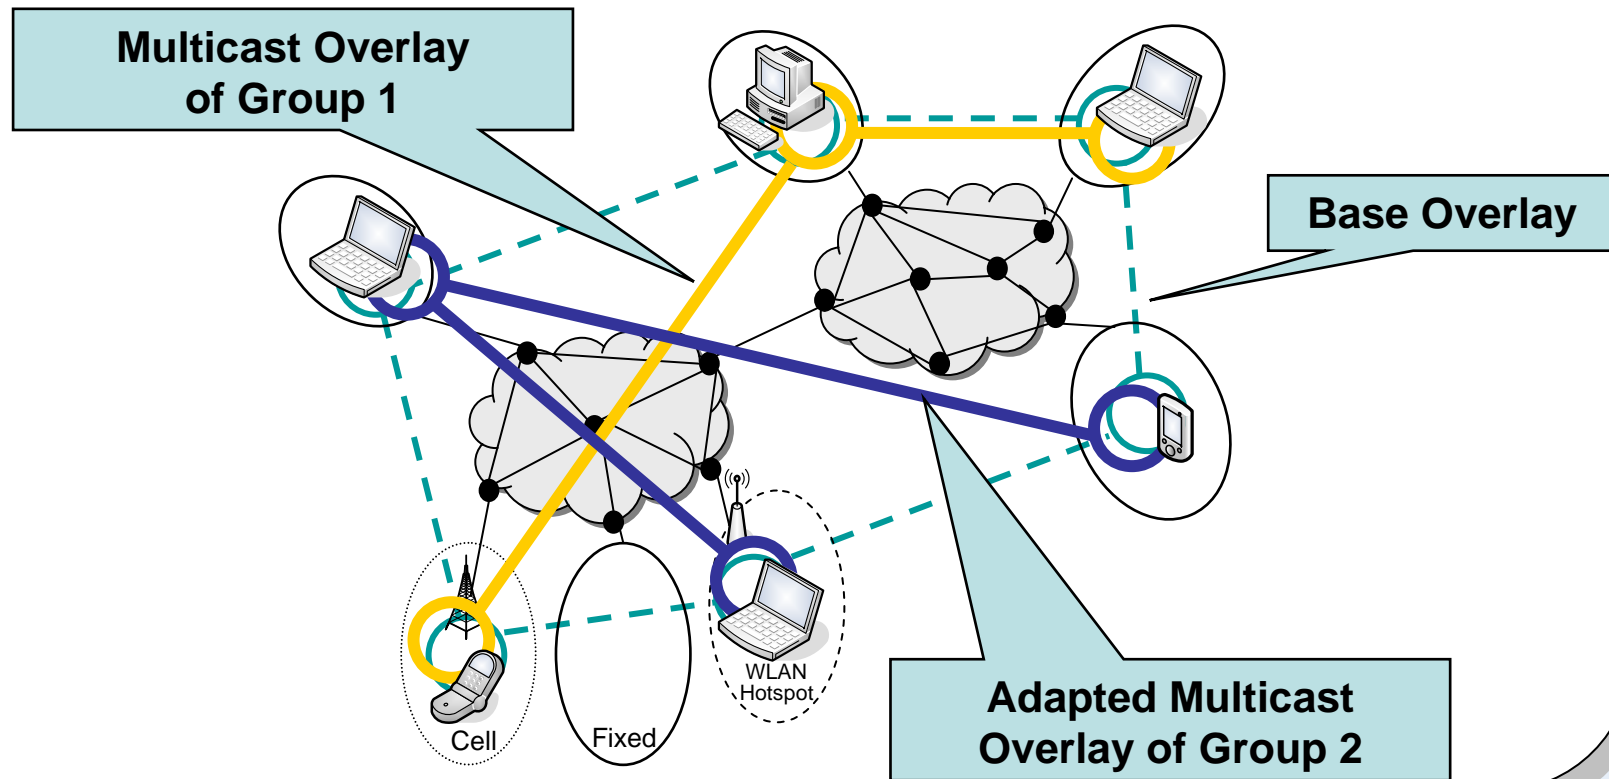 Multicast Overlay
of Group 1
Base Overlay
WLAN
Hotspot
Cell
Fixed
Adapted Multicast
Overlay of Group 2